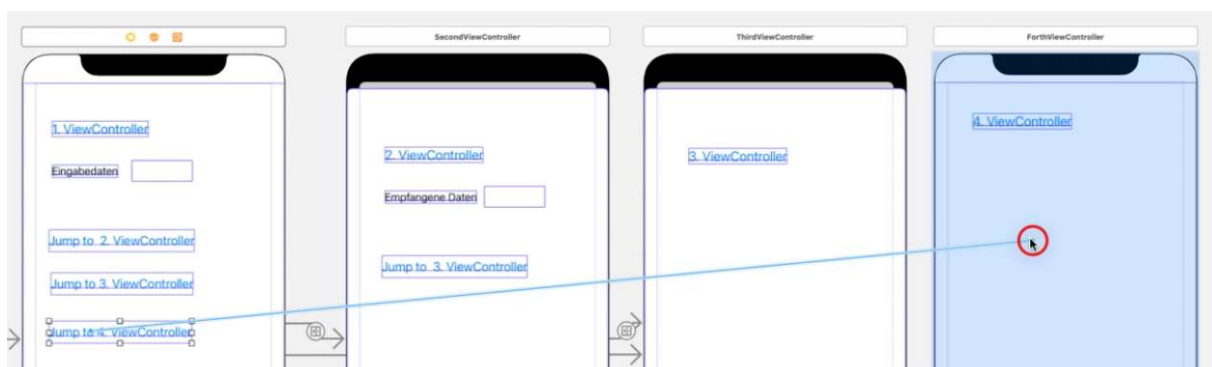 SecondViewController
ThirdViewController
ForthViewController
1. ViewController
Eingabedaten
Jump to 2. ViewController
Jump to 3. ViewController
Jump to 4. ViewController
2. ViewController
Empfangene Daten
Jump to 3. ViewController
3. ViewController
4. ViewController